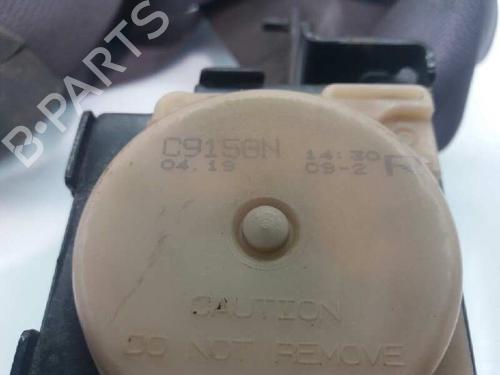 B-PARTS
C9156N
04.19
14:30
09-2
R
CAUTION
DO NOT REMOVE